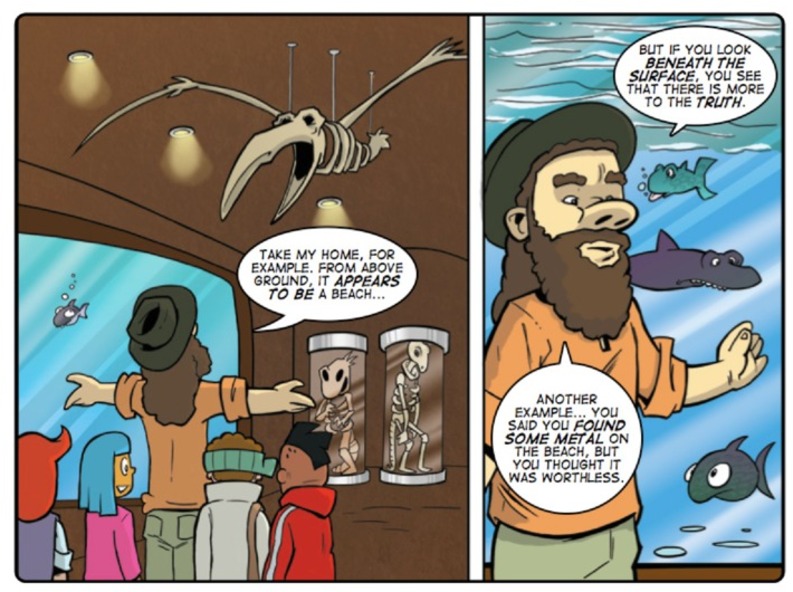 TAKE MY HOME, FOR
EXAMPLE. FROM ABOVE
GROUND, IT APPEARS
TO BE A BEACH...
BUT IF YOU LOOK
BENEATH THE
SURFACE, YOU SEE
THAT THERE IS MORE
TO THE TRUTH.
ANOTHER
EXAMPLE... YOU
SAID YOU FOUND
SOME METAL ON
THE BEACH, BUT
YOU THOUGHT IT
WAS WORTHLESS.